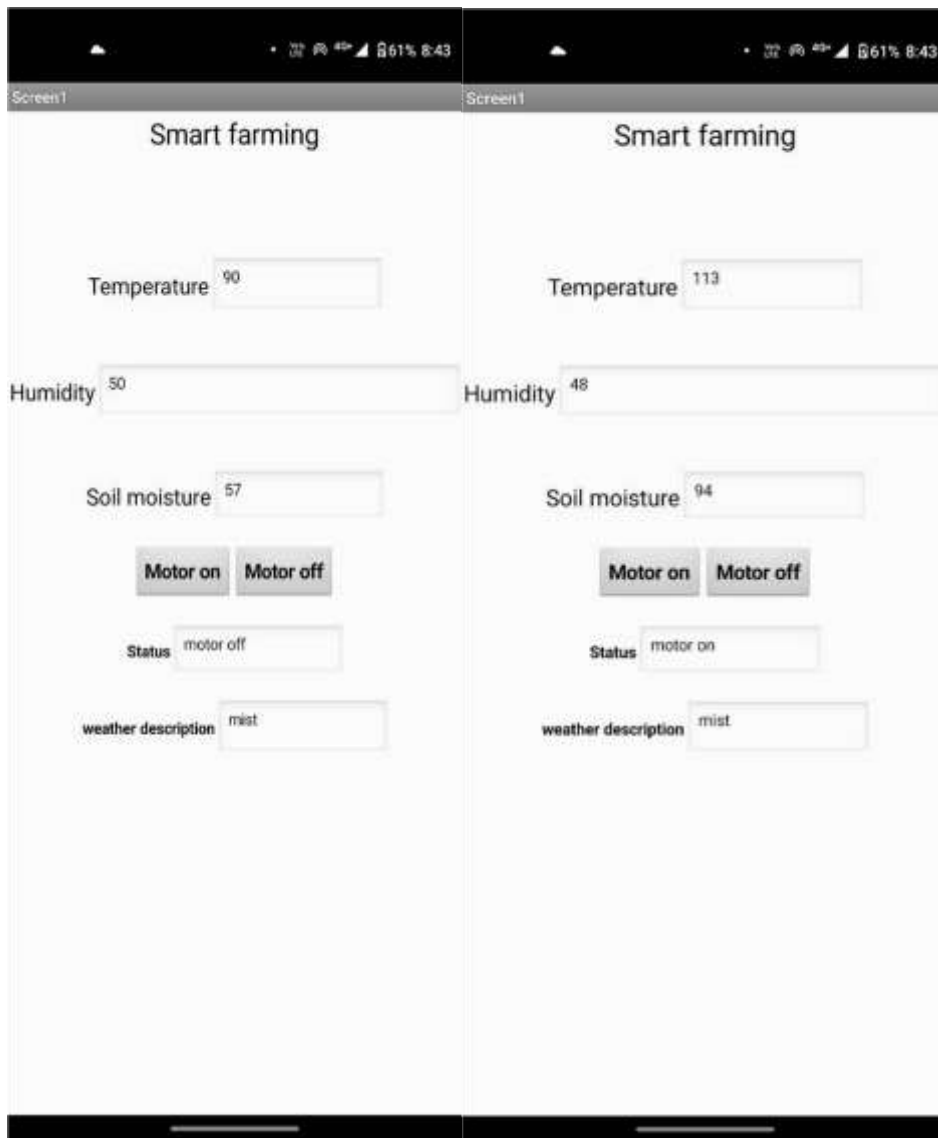 61% 8:43
Screen1
Smart farming
Temperature 90
Humidity 50
Soil moisture 57
Motor on Motor off
Status motor off
weather description mist
61% 8:43
Screen1
Smart farming
Temperature 113
Humidity 48
Soil moisture 94
Motor on Motor off
Status motor on
weather description mist